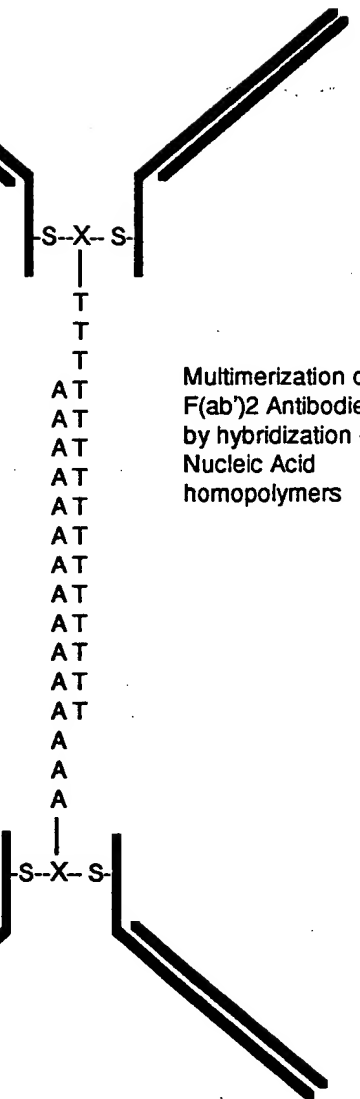 -S--X-- S-
T
T
T
A T
A T
A T
A T
A T
A T
A T
A T
A T
A T
A T
A T
A
A
A
-S--X-- S-
Multimerization
F(ab')2 Antibodie
by hybridization
Nucleic Acid
homopolymers